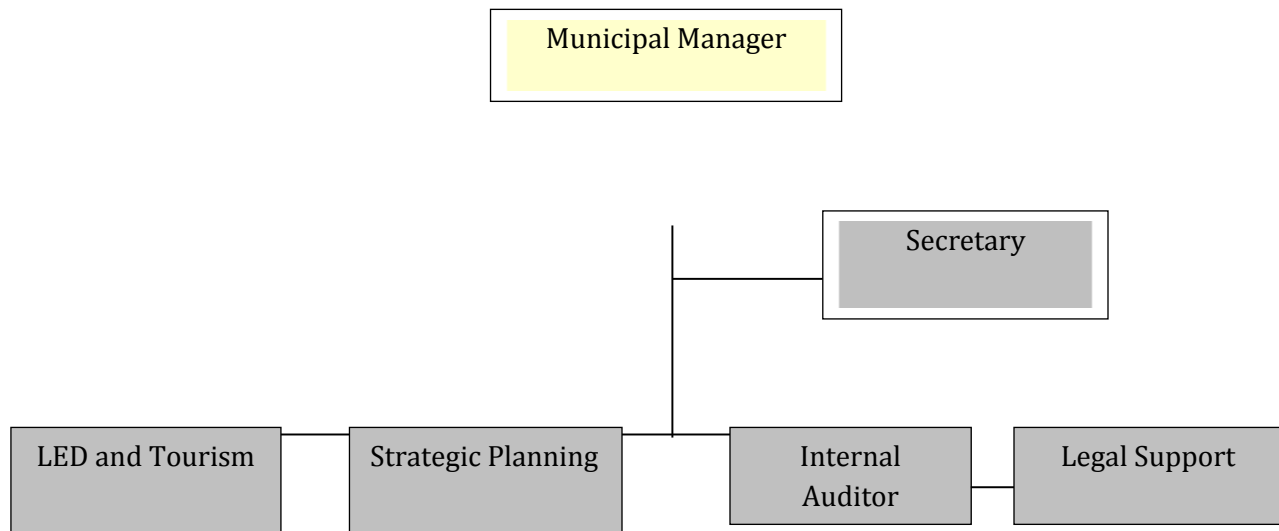 Municipal Manager
Secretary
LED and Tourism
Strategic Planning
Internal
Auditor
Legal Support